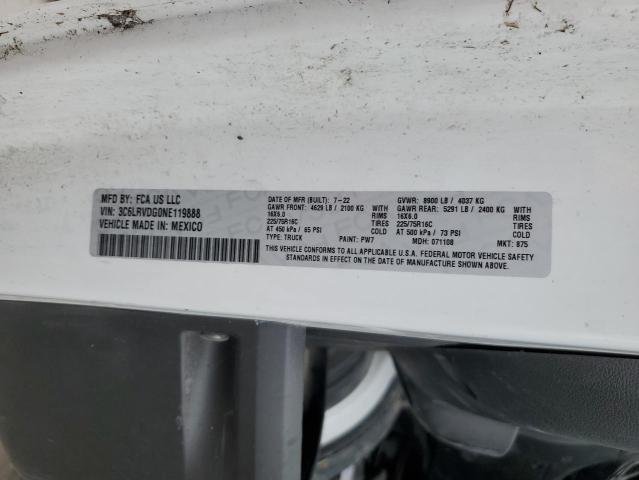 MFD BY: FCA US LLC
VIN: 3C6LRVDG0NE119888
VEHICLE MADE IN: MEXICO
DATE OF MFR (BUILT): 7-22 GVWR: 8900 LB / 4037 KG
GAWR FRONT: 4629 LB / 2100 KG GAWR REAR: 5291 LB / 2400 KG
16X6.0 RIMS 16X6.0 RIMS
225/75R16C TIRES 225/75R16C TIRES
AT 450 kPa / 65 PSI COLD AT 500 kPa / 73 PSI COLD
TYPE: TRUCK PAINT: PW7 MDH: 071108 MKT: 875
THIS VEHICLE CONFORMS TO ALL APPLICABLE U.S.A. FEDERAL MOTOR VEHICLE SAFETY
STANDARDS IN EFFECT ON THE DATE OF MANUFACTURE SHOWN ABOVE.